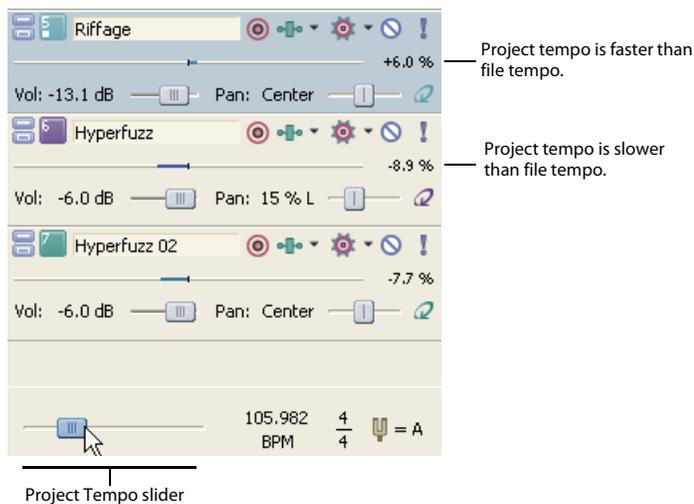 5 Riffage
+6.0 %
Vol: -13.1 dB Pan: Center
Project tempo is faster than
file tempo.
6 Hyperfuzz
-8.9 %
Vol: -6.0 dB Pan: 15 % L
Project tempo is slower
than file tempo.
7 Hyperfuzz 02
-7.7 %
Vol: -6.0 dB Pan: Center
105.982
BPM
4
4
= A
Project Tempo slider